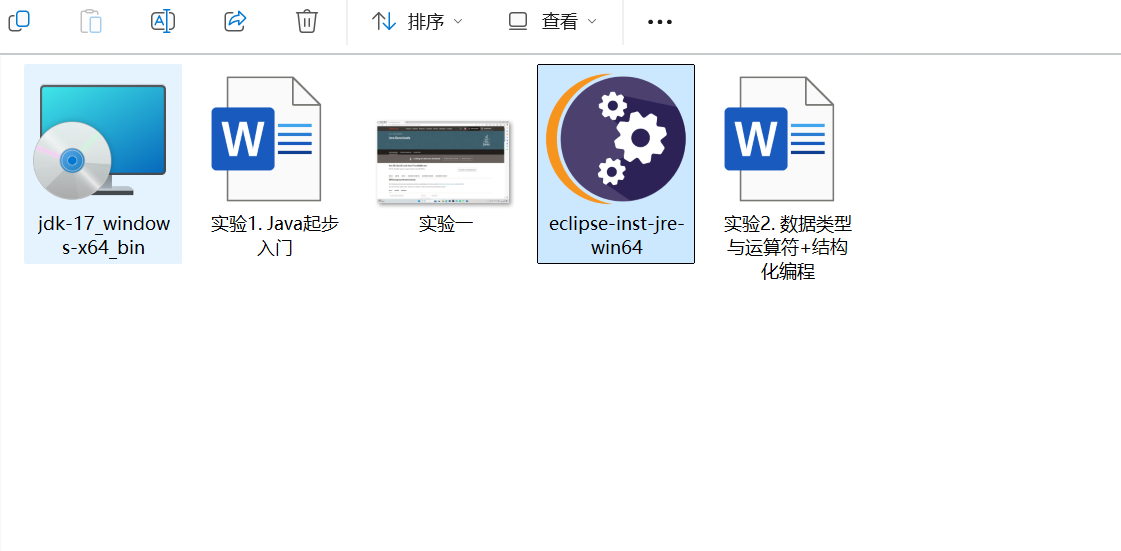 排序
查看
jdk-17_window
s-x64_bin
实验1. Java起步
入门
实验一
eclipse-inst-jre-
win64
实验2. 数据类型
与运算符+结构
化编程